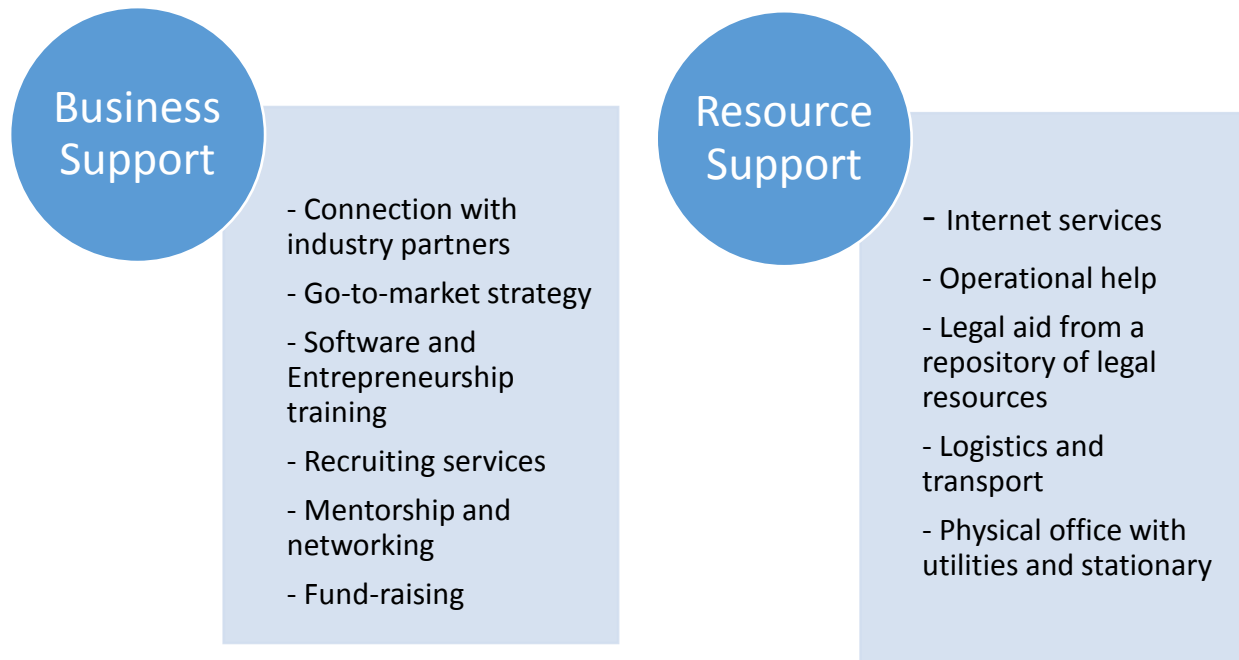 Business
Support
- Connection with
industry partners
- Go-to-market strategy
- Software and
Entrepreneurship
training
- Recruiting services
- Mentorship and
networking
- Fund-raising
Resource
Support
- Internet services
- Operational help
- Legal aid from a
repository of legal
resources
- Logistics and
transport
- Physical office with
utilities and stationary